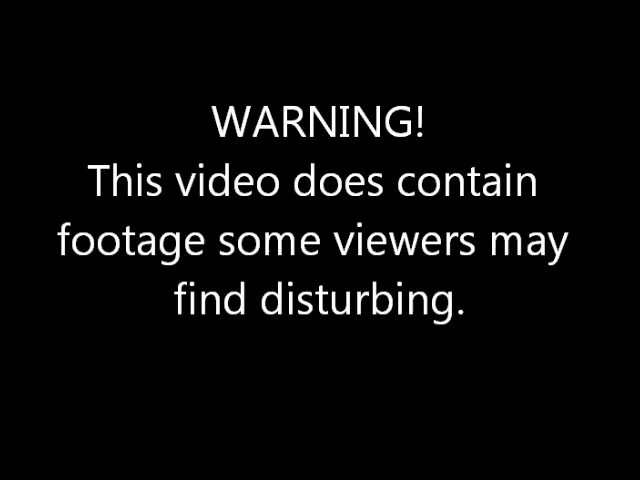 WARNING!
This video does contain
footage some viewers may
find disturbing.